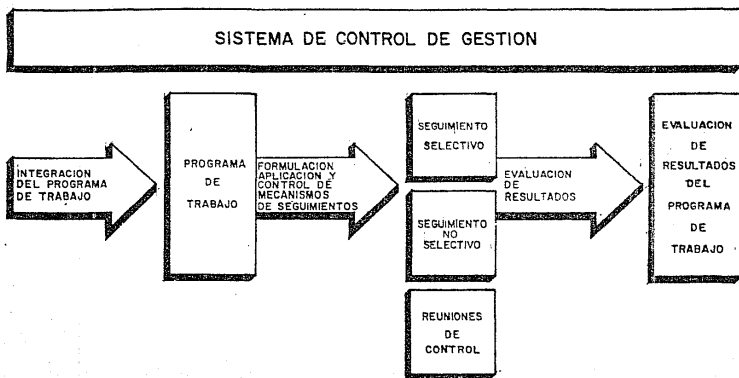 SISTEMA DE CONTROL DE GESTION
INTEGRACION
DEL PROGRAMA
DE TRABAJO
PROGRAMA
DE
TRABAJO
FORMULACION
APLICACION Y
CONTROL DE
MECANISMOS
DE SEGUIMIENTOS
SEGUIMIENTO
SELECTIVO
SEGUIMIENTO
NO
SELECTIVO
REUNIONES
DE
CONTROL
EVALUACION
DE
RESULTADOS
EVALUACION
DE
RESULTADOS
DEL
PROGRAMA
DE
TRABAJO